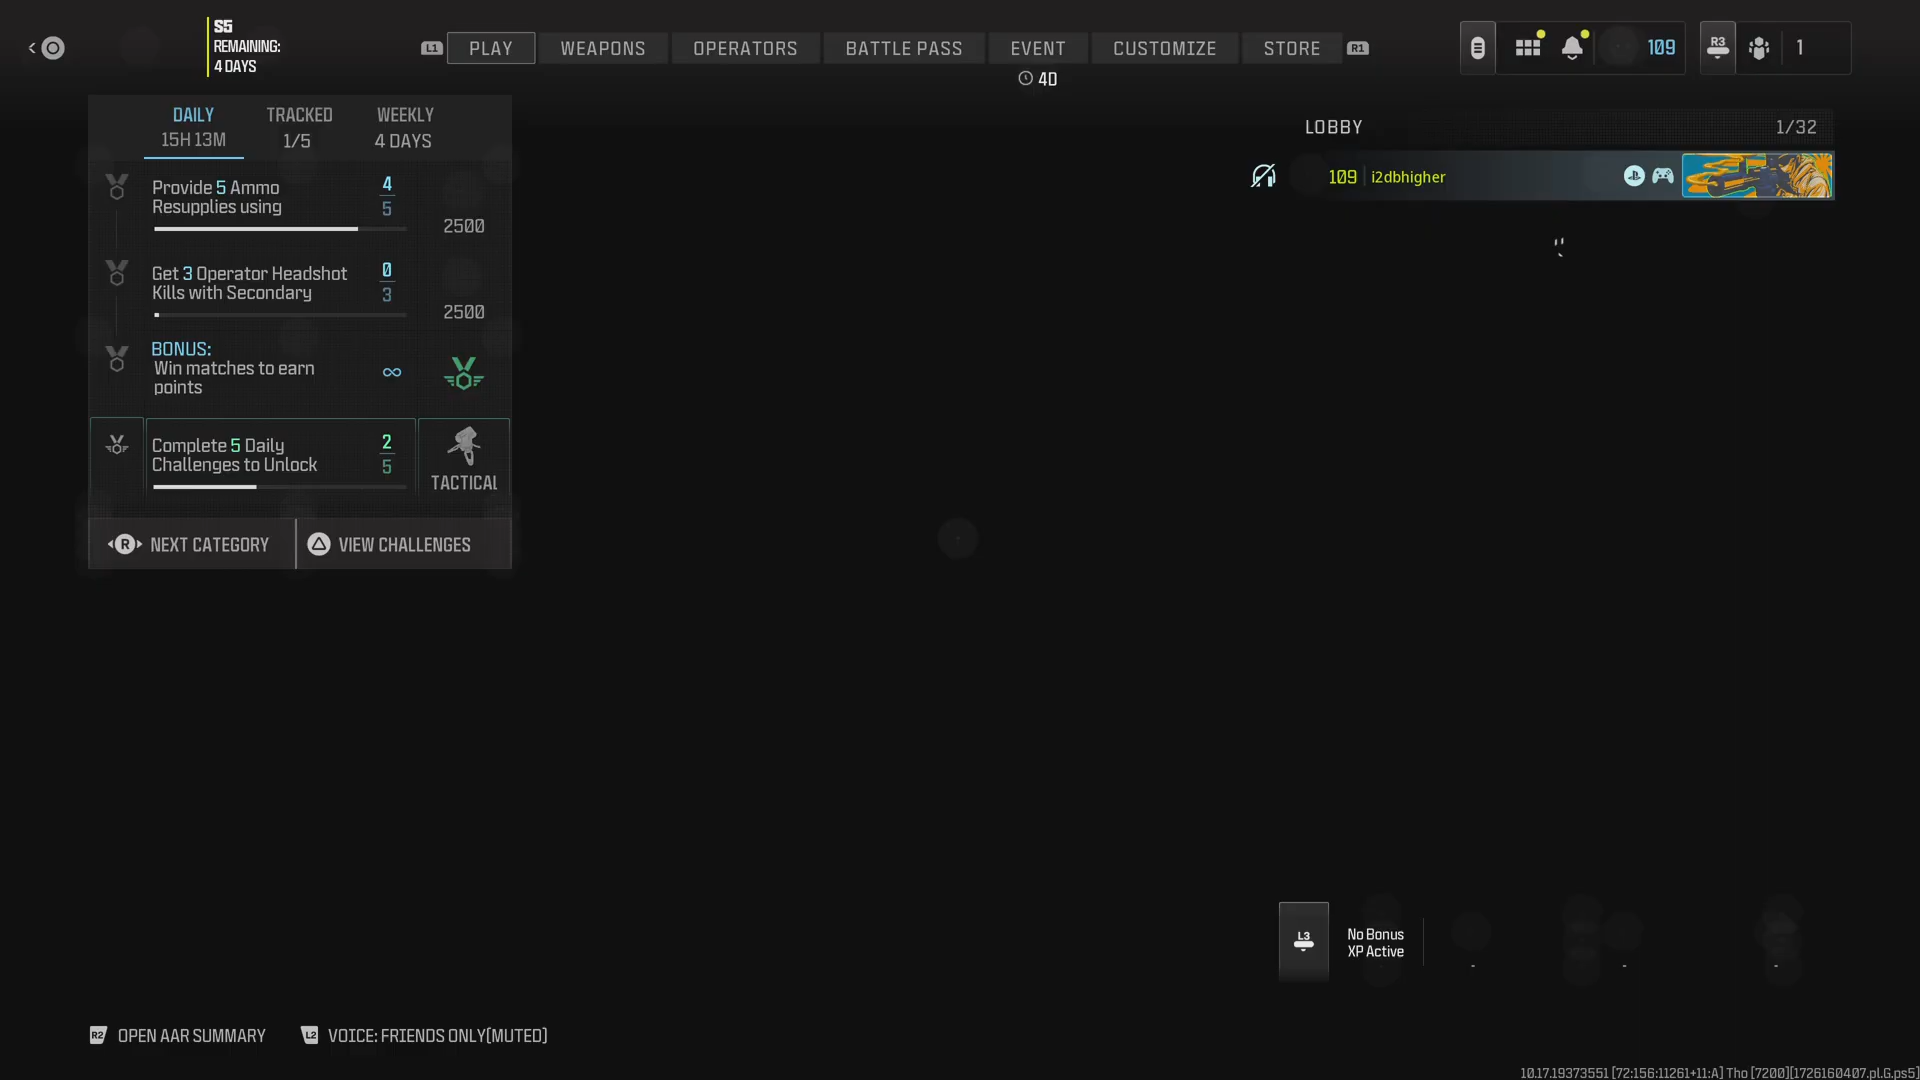 S5
REMAINING:
4 DAYS
L1 PLAY WEAPONS OPERATORS BATTLE PASS EVENT CUSTOMIZE STORE R1
4D
109
R3
1
DAILY TRACKED WEEKLY
15H 13M 1/5 4 DAYS
Provide 5 Ammo
Resupplies using
4
5
2500
Get 3 Operator Headshot
Kills with Secondary
0
3
2500
BONUS:
Win matches to earn
points
∞
Complete 5 Daily
Challenges to Unlock
2
5
TACTICAL
R NEXT CATEGORY
VIEW CHALLENGES
LOBBY 1/32
109 i2dbhigher
L3
No Bonus
XP Active
- - -
R2 OPEN AAR SUMMARY
L2 VOICE: FRIENDS ONLY(MUTED)
10.17.19373551 [72:156:11261+11:A] Tho [7200][1726160407.pl.G.ps5]